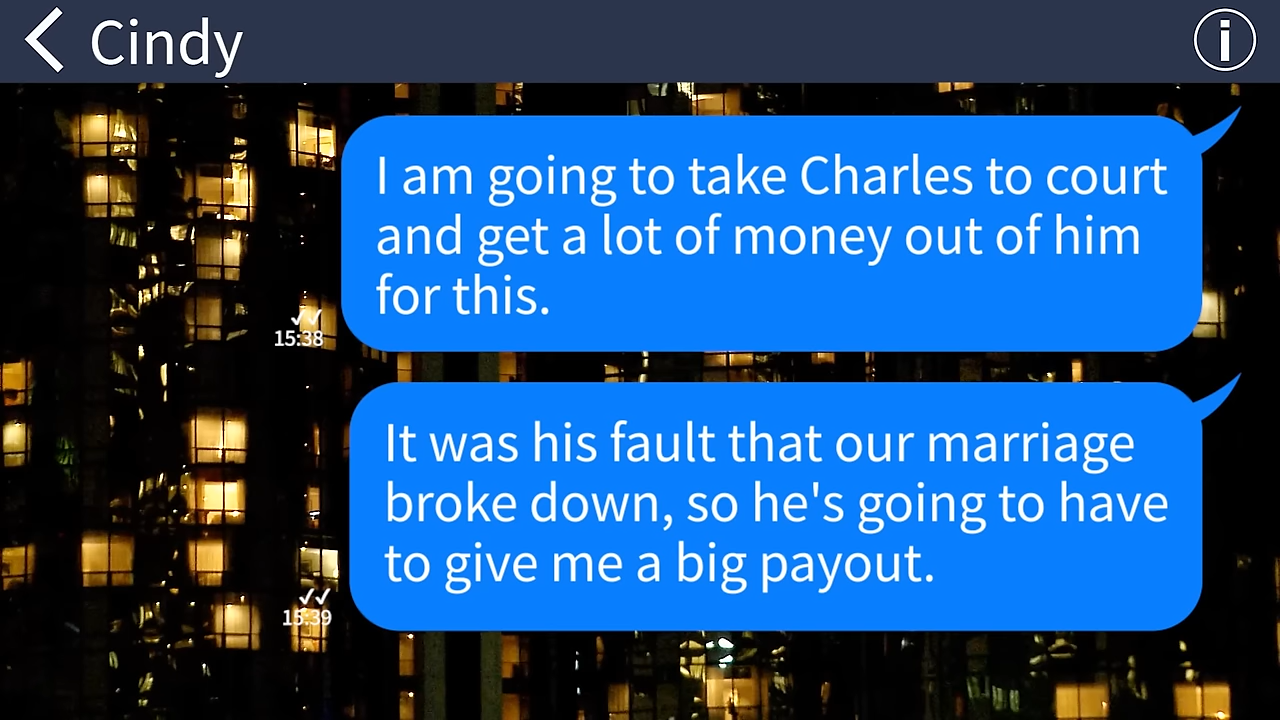 Cindy
I am going to take Charles to court
and get a lot of money out of him
for this.
15:38
It was his fault that our marriage
broke down, so he's going to have
to give me a big payout.
15:39